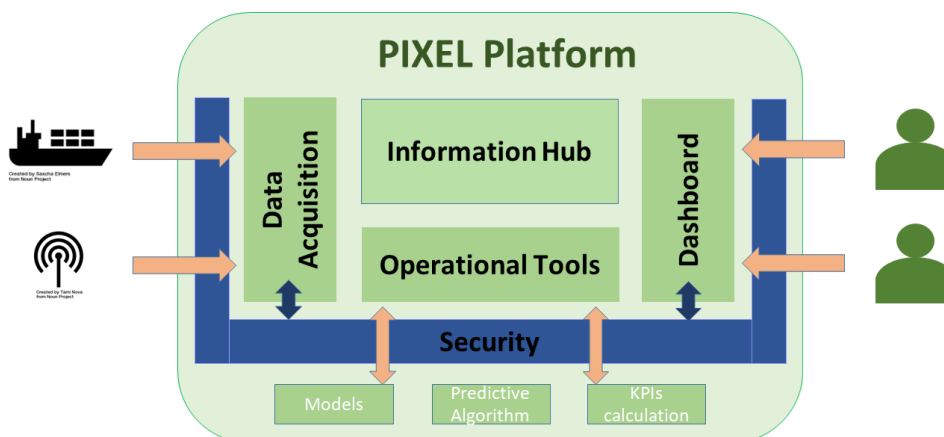 PIXEL Platform
Created by Sascha Elmers
from Noun Project
Created by Tami Nova
from Noun Project
Data
Acquisition
Information Hub
Operational Tools
Dashboard
Security
Models
Predictive
Algorithm
KPIs
calculation